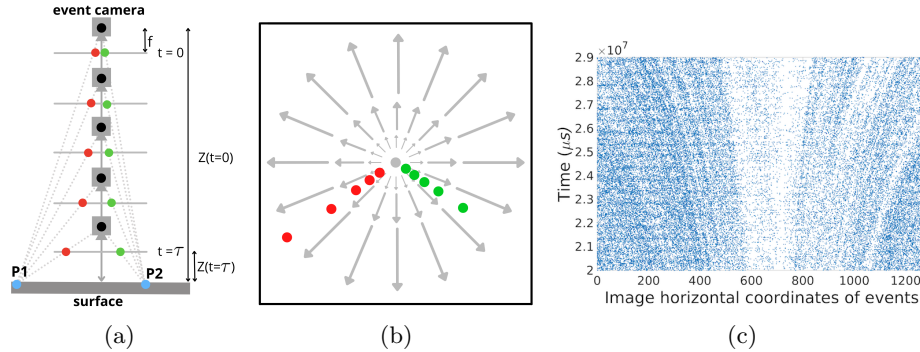 event camera
f
t = 0
Z(t=0)
t = τ
Z(t=τ)
P1
P2
surface
(a)
(b)
×10⁷
2.9
2.8
2.7
2.6
2.5
2.4
2.3
2.2
2.1
2.0
Time (μs)
0 200 400 600 800 1000 1200
Image horizontal coordinates of events
(c)